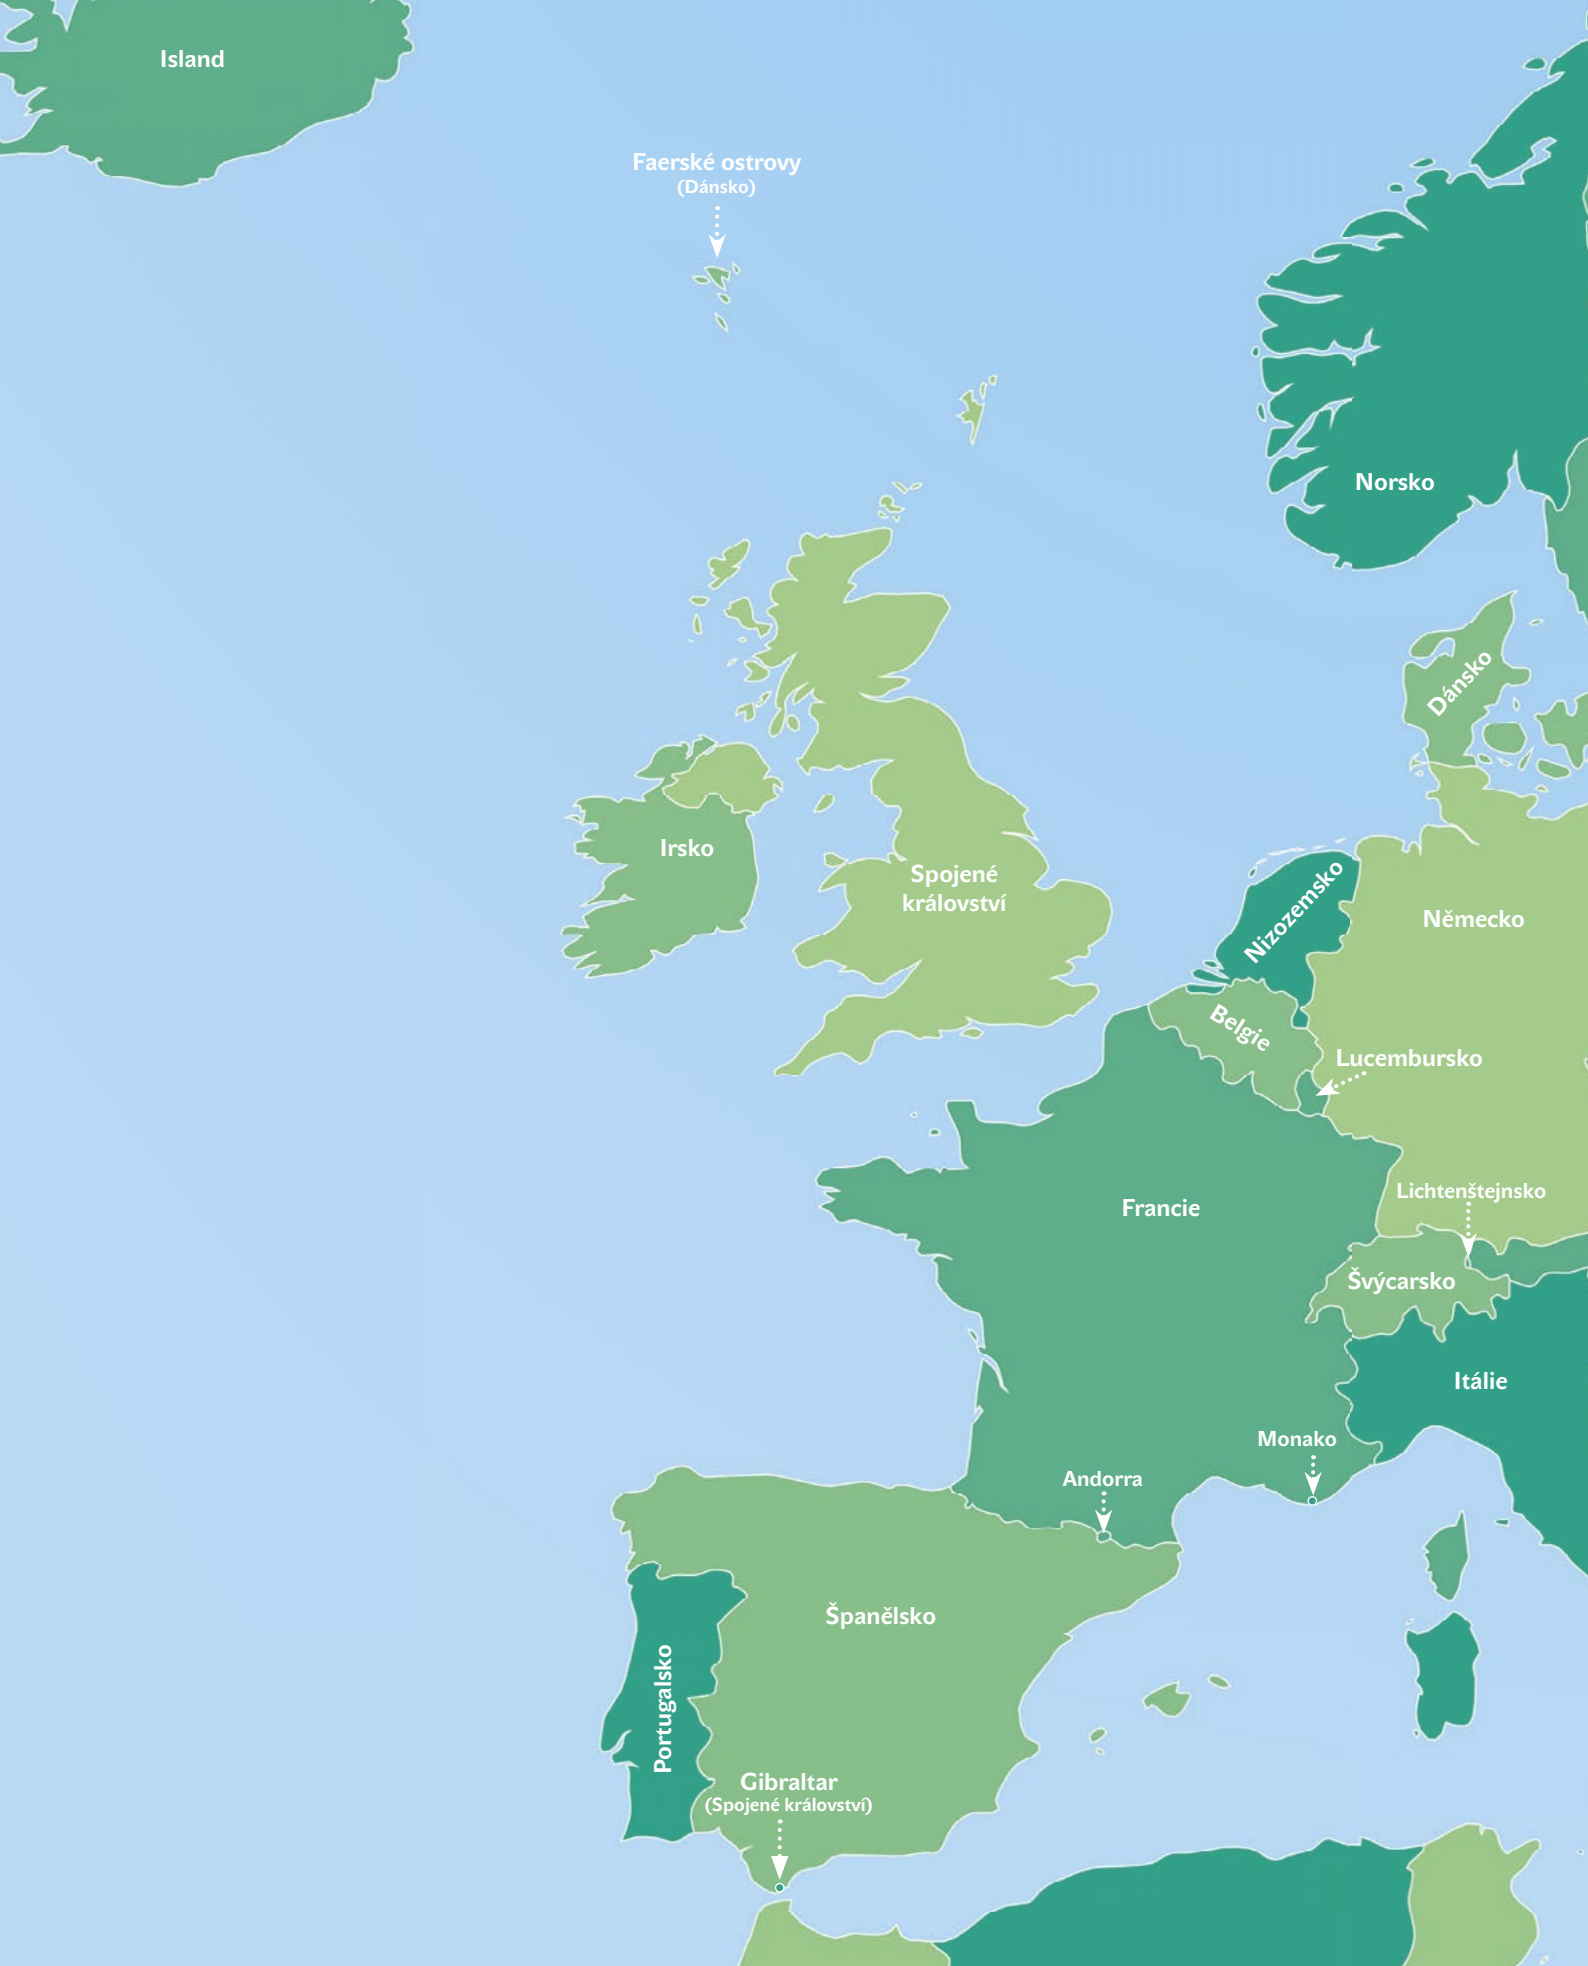 Island
Faerské ostrovy
(Dánsko)
Norsko
Dánsko
Irsko
Spojené
království
Nizozemsko
Německo
Belgie
Lucembursko
Lichtenštejnsko
Francie
Švýcarsko
Itálie
Monako
Andorra
Španělsko
Portugalsko
Gibraltar
(Spojené království)